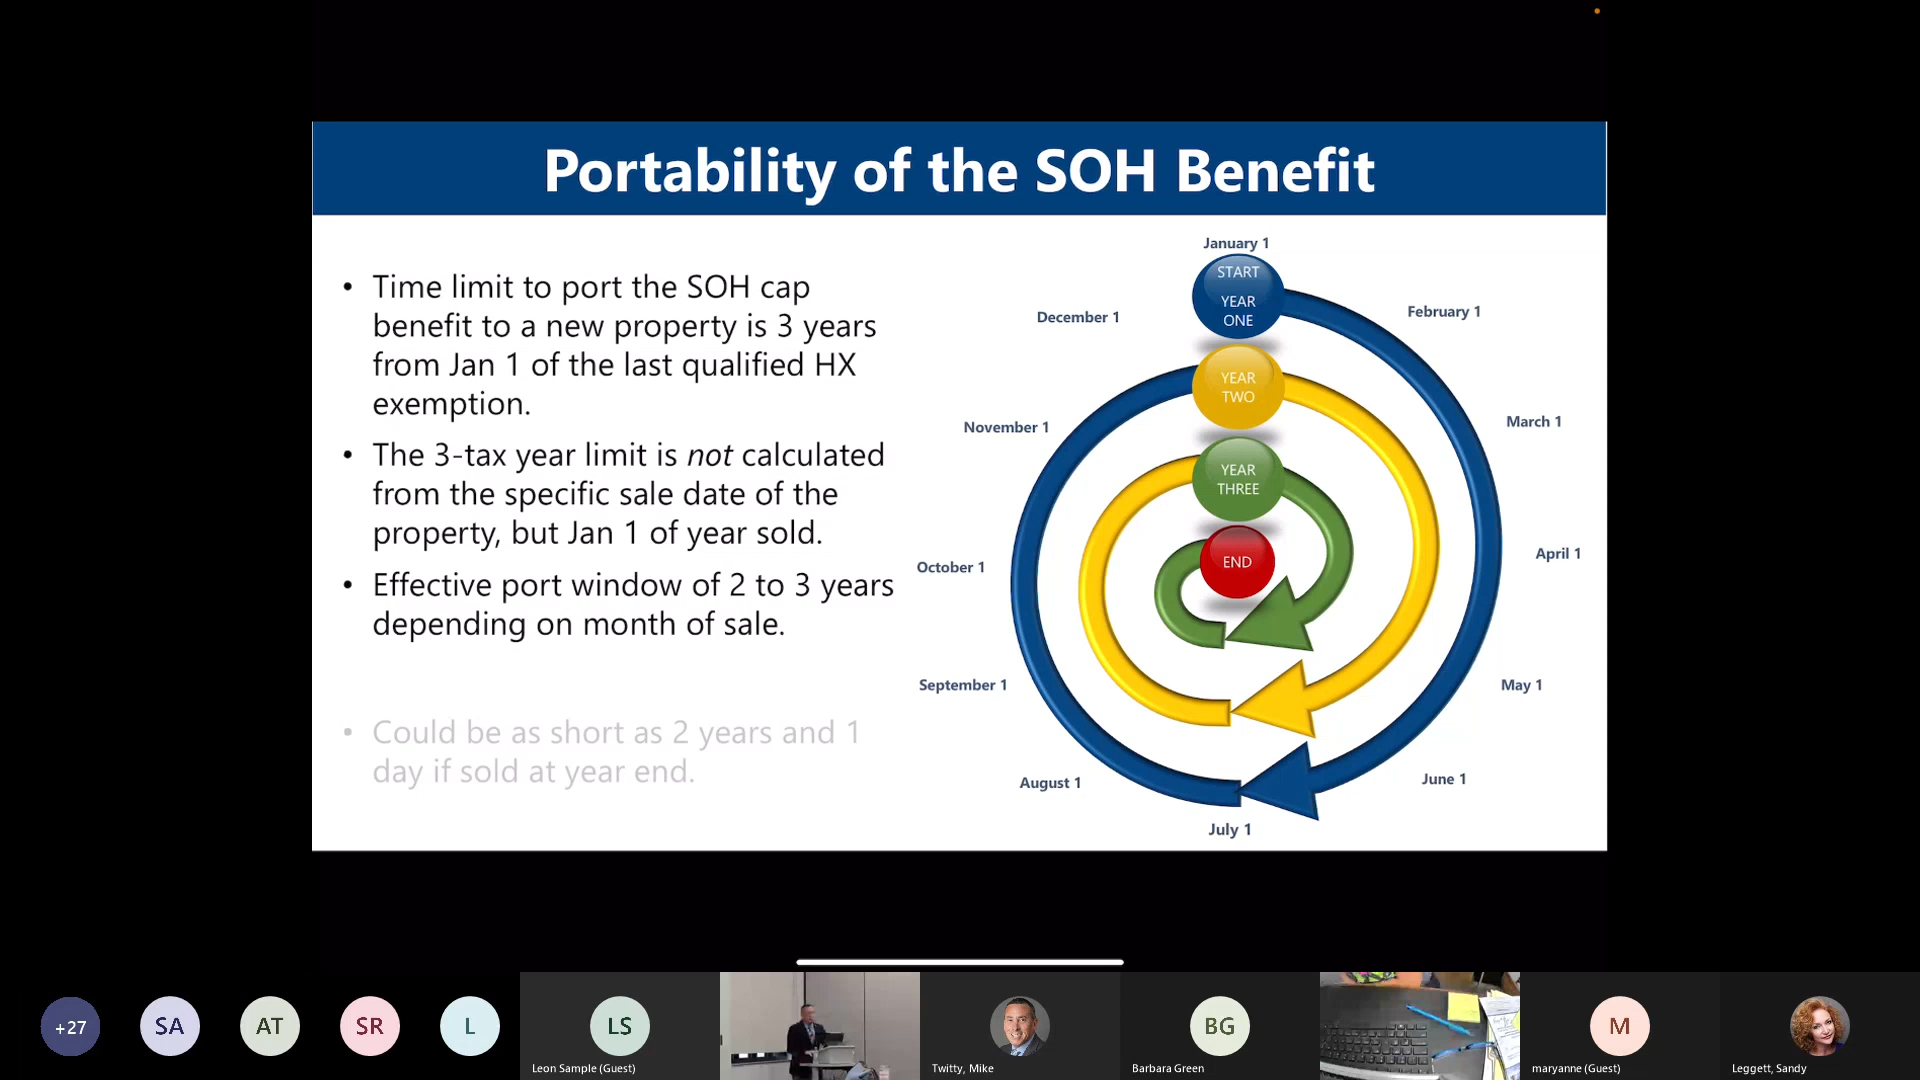 Portability of the SOH Benefit
• Time limit to port the SOH cap
benefit to a new property is 3 years
from Jan 1 of the last qualified HX
exemption.
• The 3-tax year limit is not calculated
from the specific sale date of the
property, but Jan 1 of year sold.
• Effective port window of 2 to 3 years
depending on month of sale.
• Could be as short as 2 years and 1
day if sold at year end.
January 1
START
YEAR
ONE
YEAR
TWO
YEAR
THREE
END
February 1
March 1
April 1
May 1
June 1
July 1
August 1
September 1
October 1
November 1
December 1
+27
SA
AT
SR
L
LS
Leon Sample (Guest)
Twitty, Mike
BG
Barbara Green
M
maryanne (Guest)
Leggett, Sandy